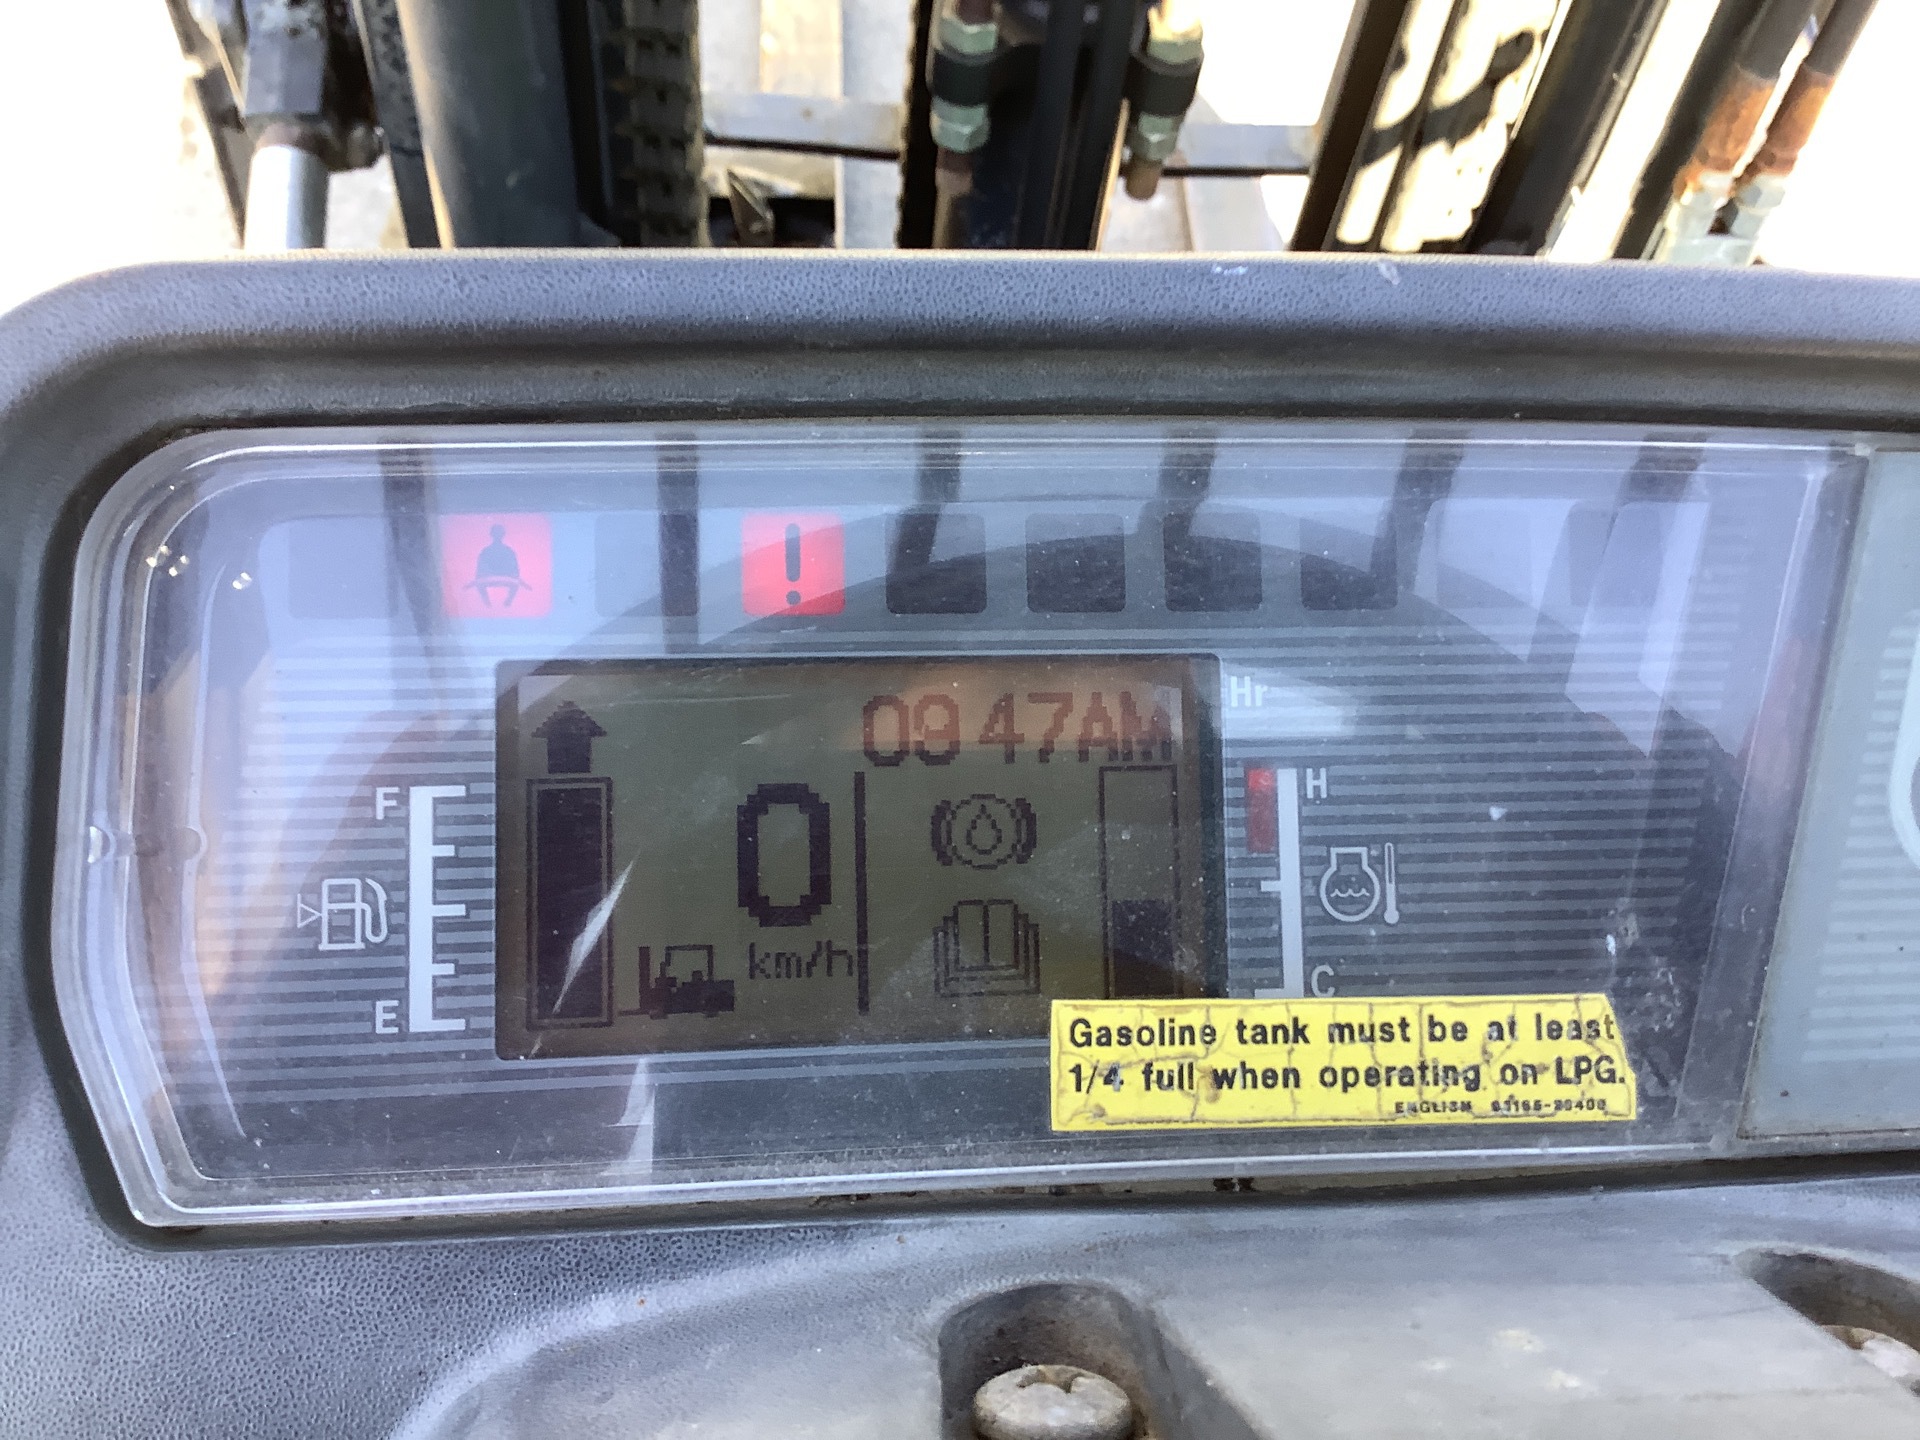 09 47AM
Hr
F
0
H
km/h
E
C
Gasoline tank must be at least
1/4 full when operating on LPG.
ENGLISH